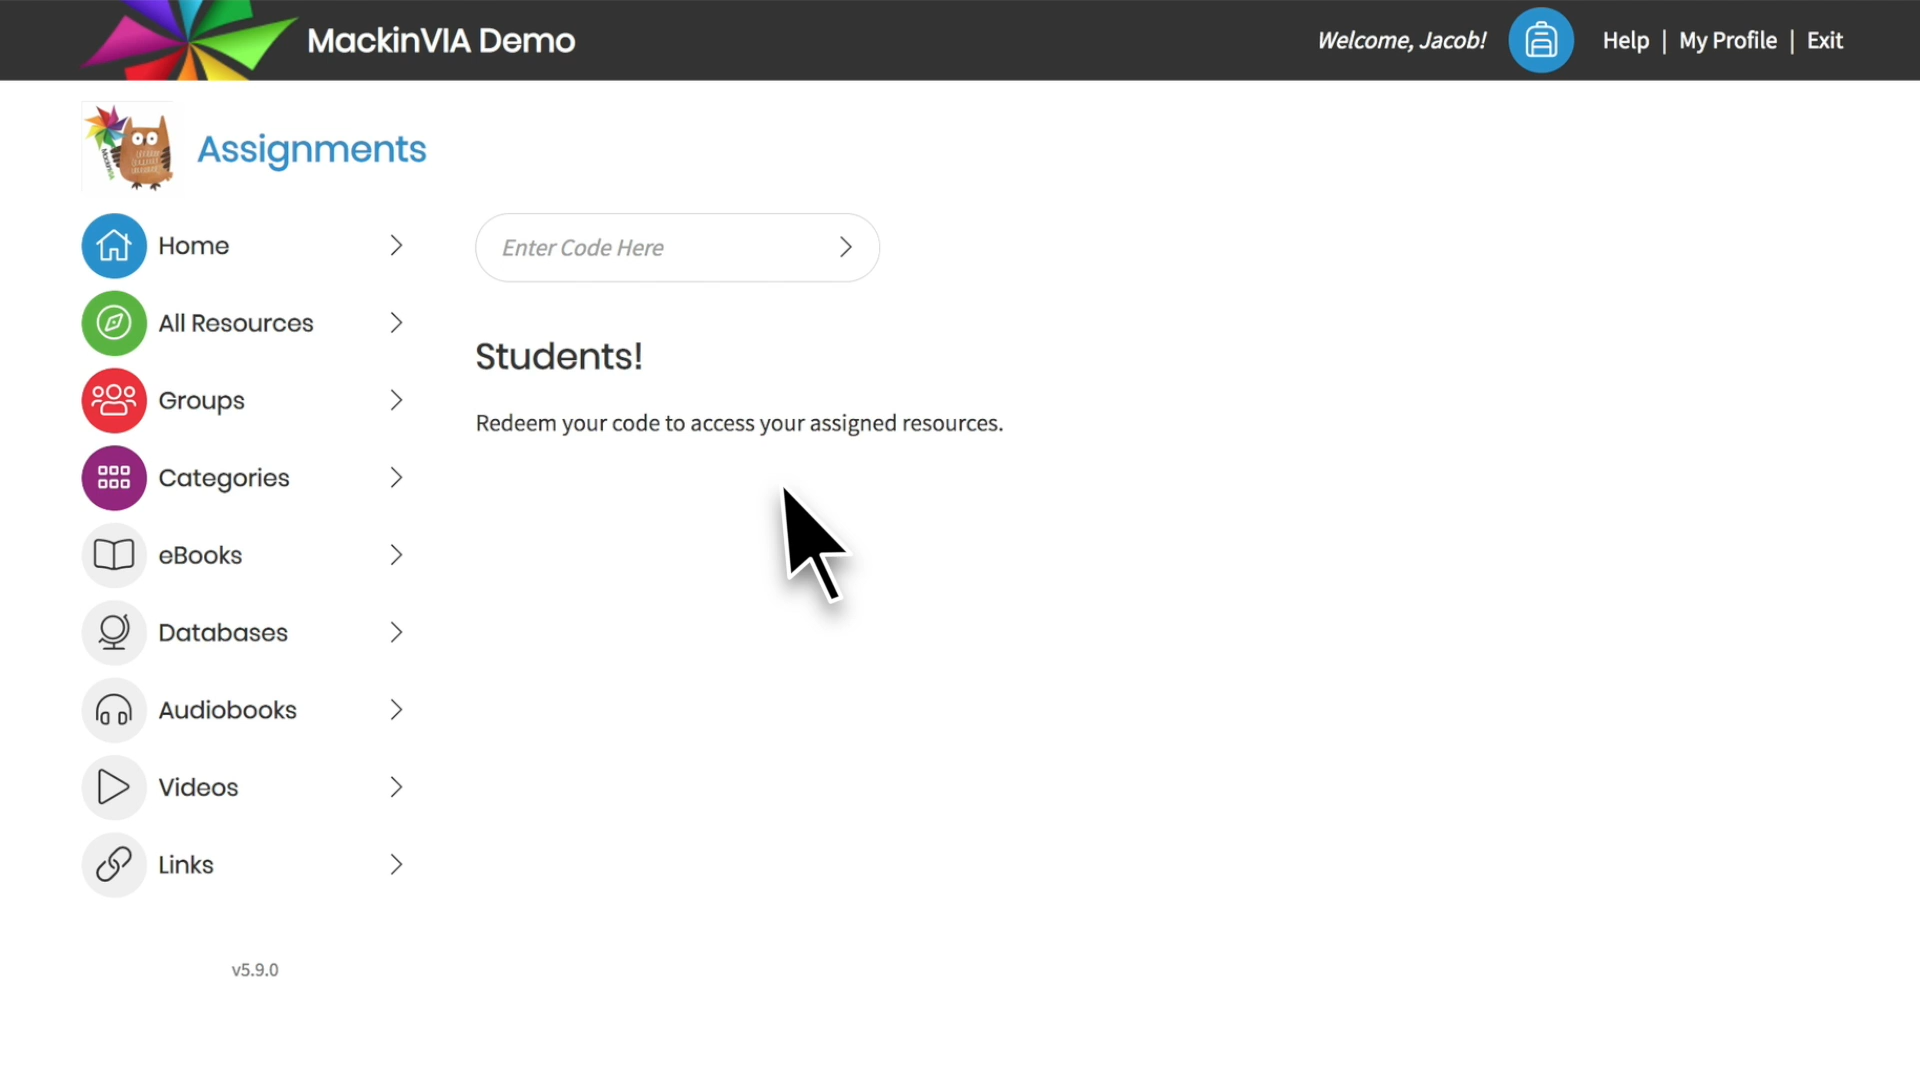 MackinVIA Demo
Welcome, Jacob!
Help | My Profile | Exit
Assignments
Home
Enter Code Here
All Resources
Students!
Groups
Redeem your code to access your assigned resources.
Categories
eBooks
Databases
Audiobooks
Videos
Links
v5.9.0